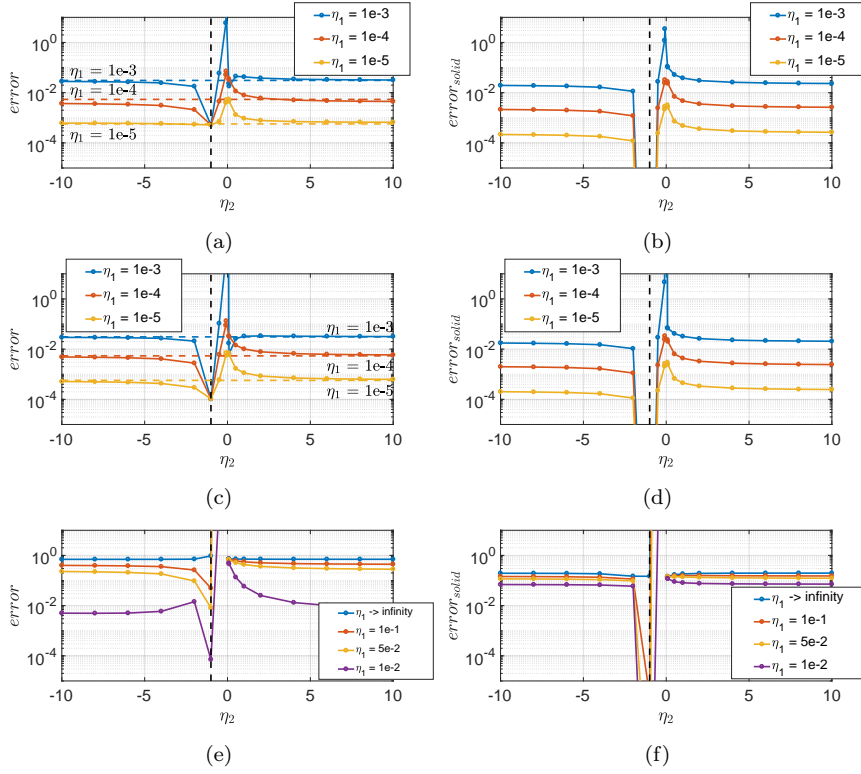 η1 = 1e-3
η1 = 1e-4
η1 = 1e-5
10^0
10^-2
10^-4
error
η1 = 1e-3
η1 = 1e-4
η1 = 1e-5
-10 -5 0 5 10
η2
(a)
η1 = 1e-3
η1 = 1e-4
η1 = 1e-5
10^0
10^-2
10^-4
error_solid
-10 -5 0 5 10
η2
(b)
η1 = 1e-3
η1 = 1e-4
η1 = 1e-5
10^0
10^-2
10^-4
error
η1 = 1e-3
η1 = 1e-4
η1 = 1e-5
-10 -5 0 5 10
η2
(c)
η1 = 1e-3
η1 = 1e-4
η1 = 1e-5
10^0
10^-2
10^-4
error_solid
-10 -5 0 5 10
η2
(d)
10^0
10^-2
10^-4
error
η1 -> infinity
η1 = 1e-1
η1 = 5e-2
η1 = 1e-2
-10 -5 0 5 10
η2
(e)
10^0
10^-2
10^-4
error_solid
η1 -> infinity
η1 = 1e-1
η1 = 5e-2
η1 = 1e-2
-10 -5 0 5 10
η2
(f)